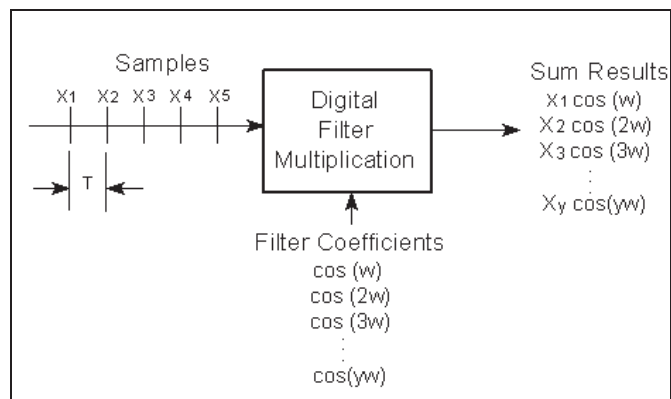 Samples
X1 X2 X3 X4 X5
T
Digital
Filter
Multiplication
Filter Coefficients
cos (w)
cos (2w)
cos (3w)
⋮
cos(yw)
Sum Results
X1 cos (w)
X2 cos (2w)
X3 cos (3w)
⋮
Xy cos(yw)